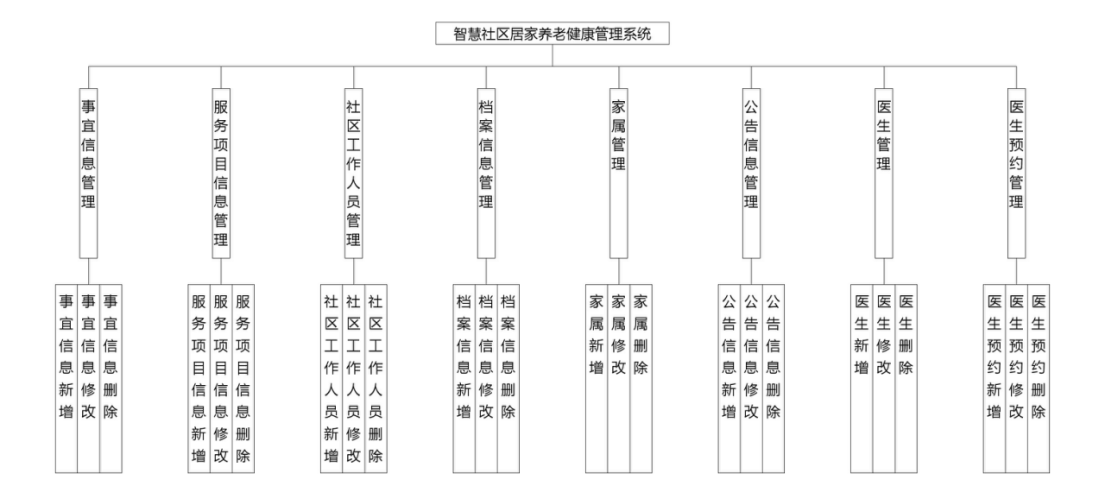 智慧社区居家养老健康管理系统
事宜信息管理
服务项目信息管理
社区工作人员管理
档案信息管理
家属管理
公告信息管理
医生管理
医生预约管理
事宜信息新增
事宜信息修改
事宜信息删除
服务项目信息新增
服务项目信息修改
服务项目信息删除
社区工作人员新增
社区工作人员修改
社区工作人员删除
档案信息新增
档案信息修改
档案信息删除
家属新增
家属修改
家属删除
公告信息新增
公告信息修改
公告信息删除
医生新增
医生修改
医生删除
医生预约新增
医生预约修改
医生预约删除